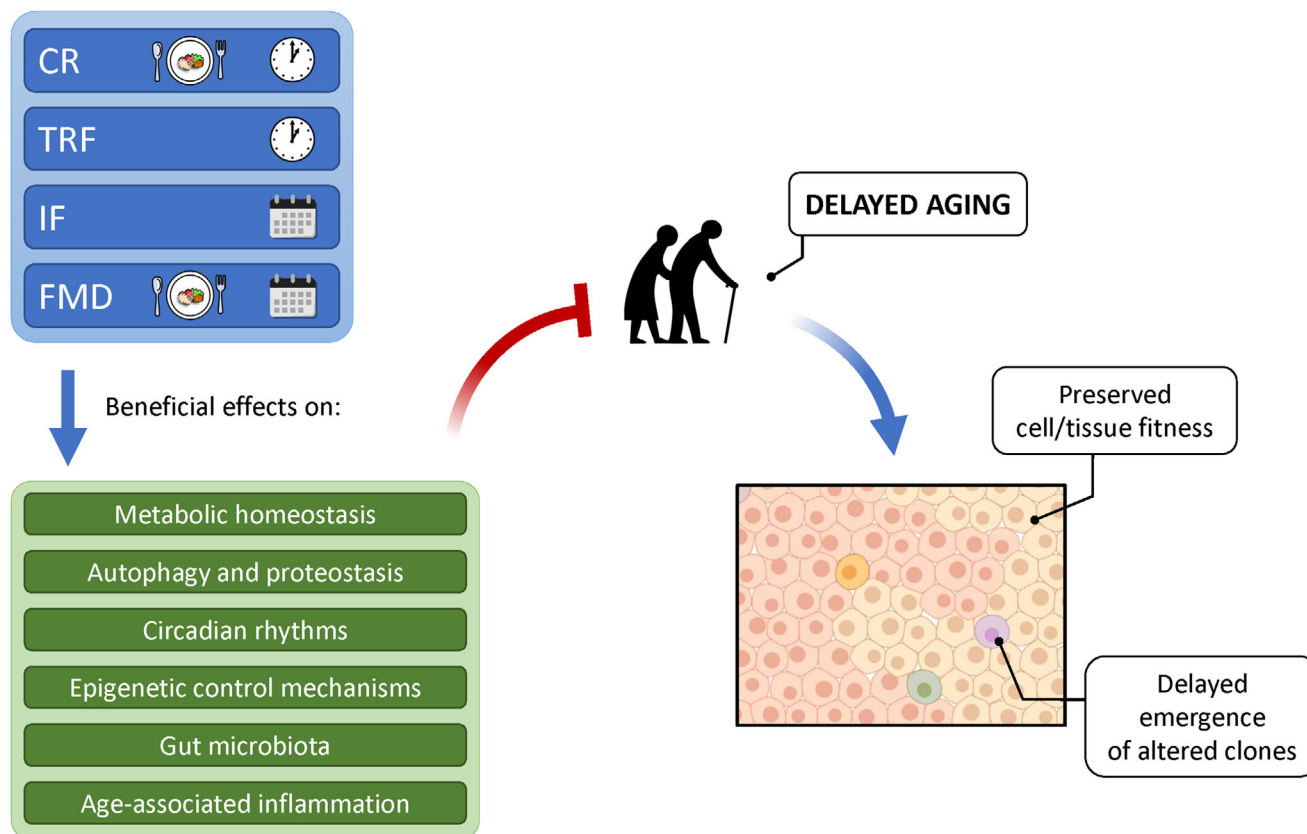 CR
TRF
IF
FMD
Beneficial effects on:
Metabolic homeostasis
Autophagy and proteostasis
Circadian rhythms
Epigenetic control mechanisms
Gut microbiota
Age-associated inflammation
DELAYED AGING
Preserved
cell/tissue fitness
Delayed
emergence
of altered clones